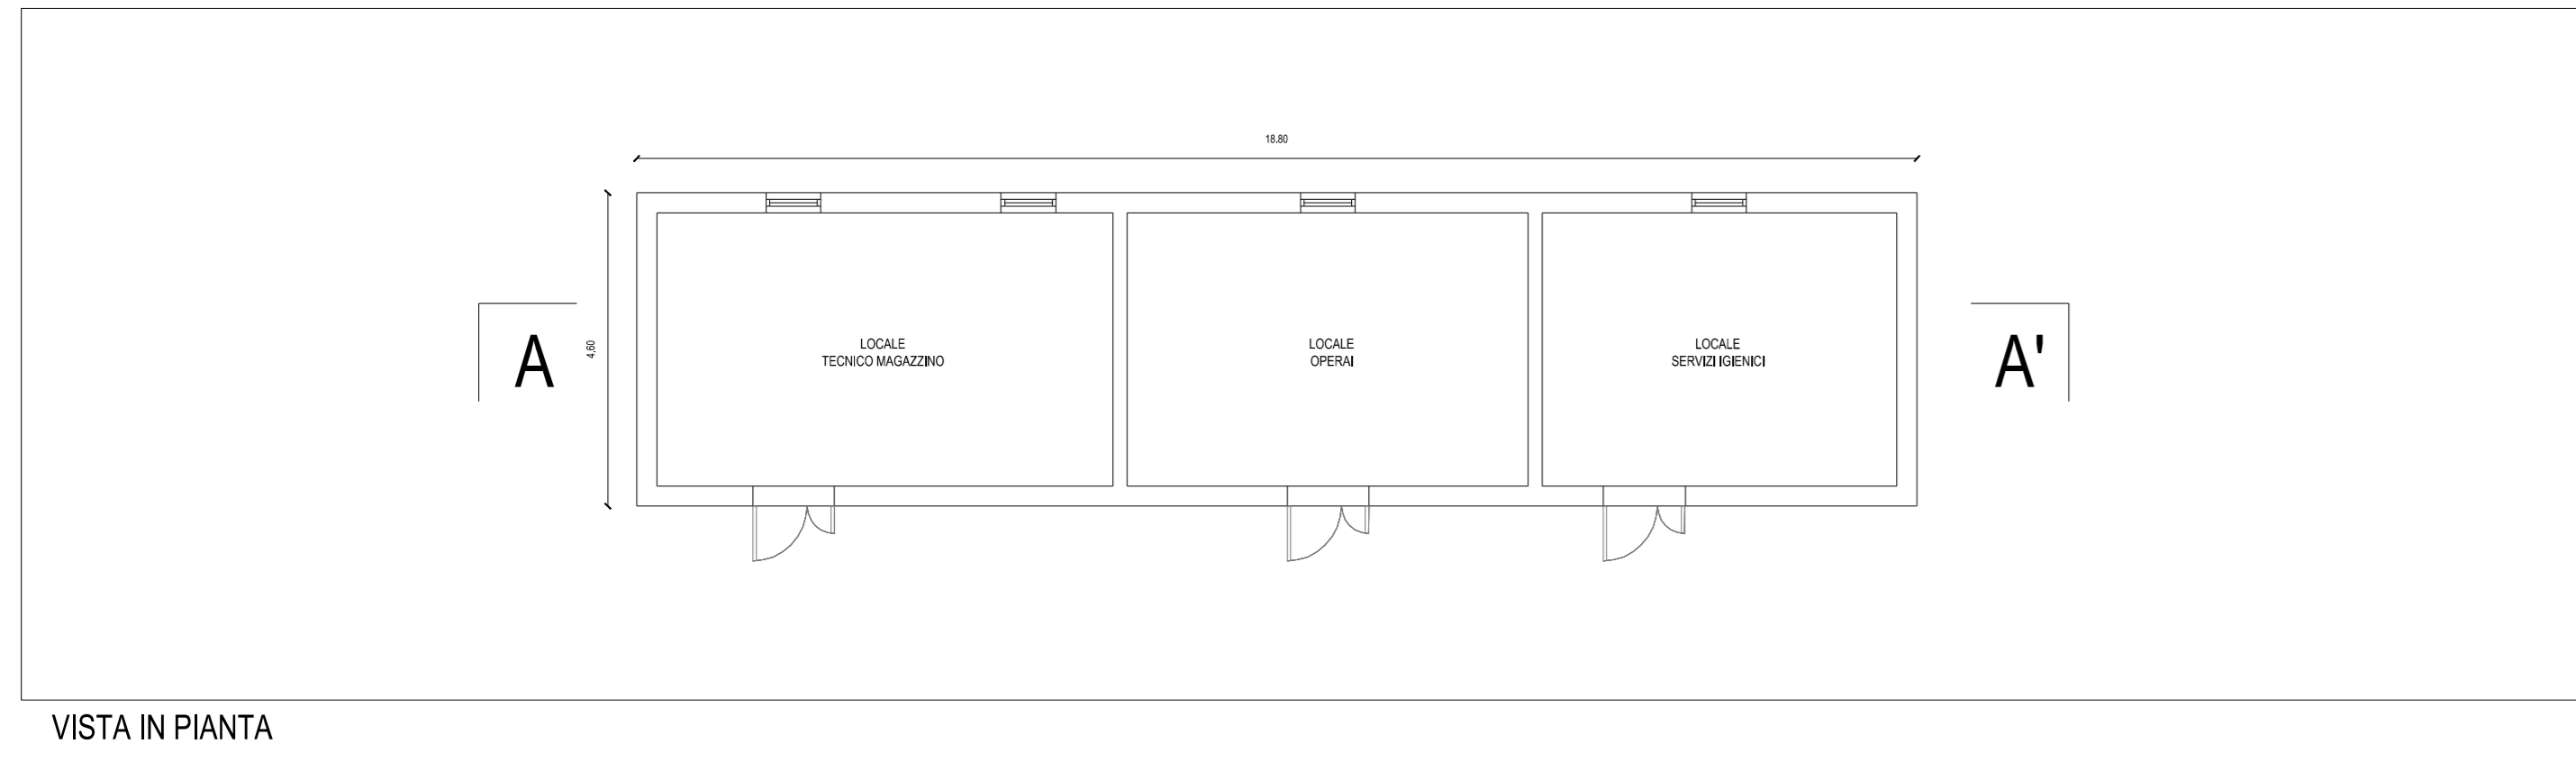 18.80
4.60
A
LOCALE
TECNICO MAGAZZINO
LOCALE
OPERAI
LOCALE
SERVIZI IGIENICI
A'
VISTA IN PIANTA